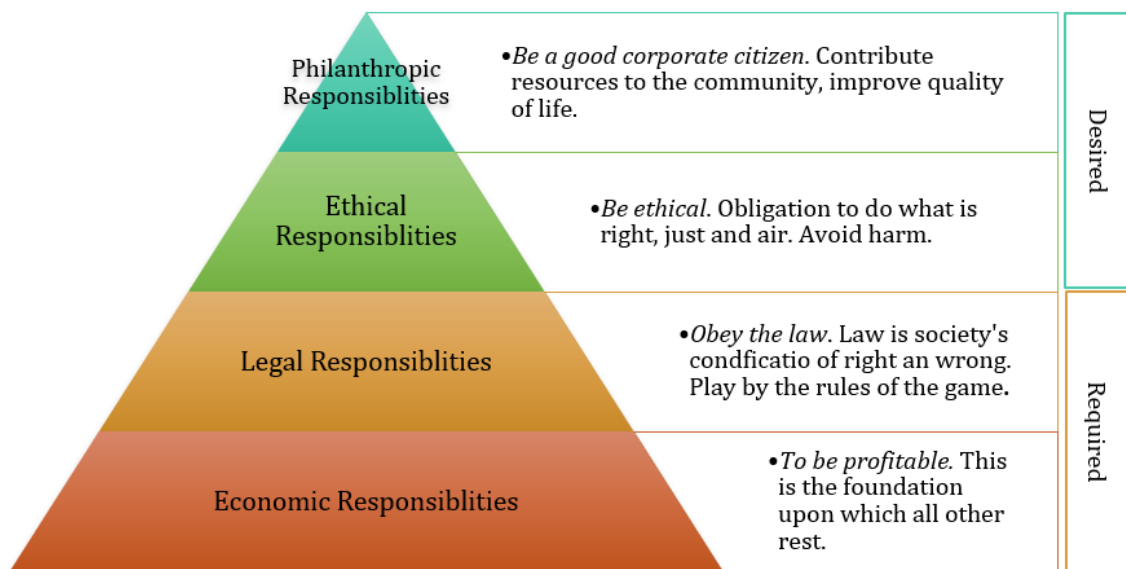 Philanthropic
Responsiblities
•Be a good corporate citizen. Contribute
resources to the community, improve quality
of life.
Desired
Ethical
Responsiblities
•Be ethical. Obligation to do what is
right, just and air. Avoid harm.
Legal Responsiblities
•Obey the law. Law is society's
condficatio of right an wrong.
Play by the rules of the game.
Required
Economic Responsiblities
•To be profitable. This
is the foundation
upon which all other
rest.